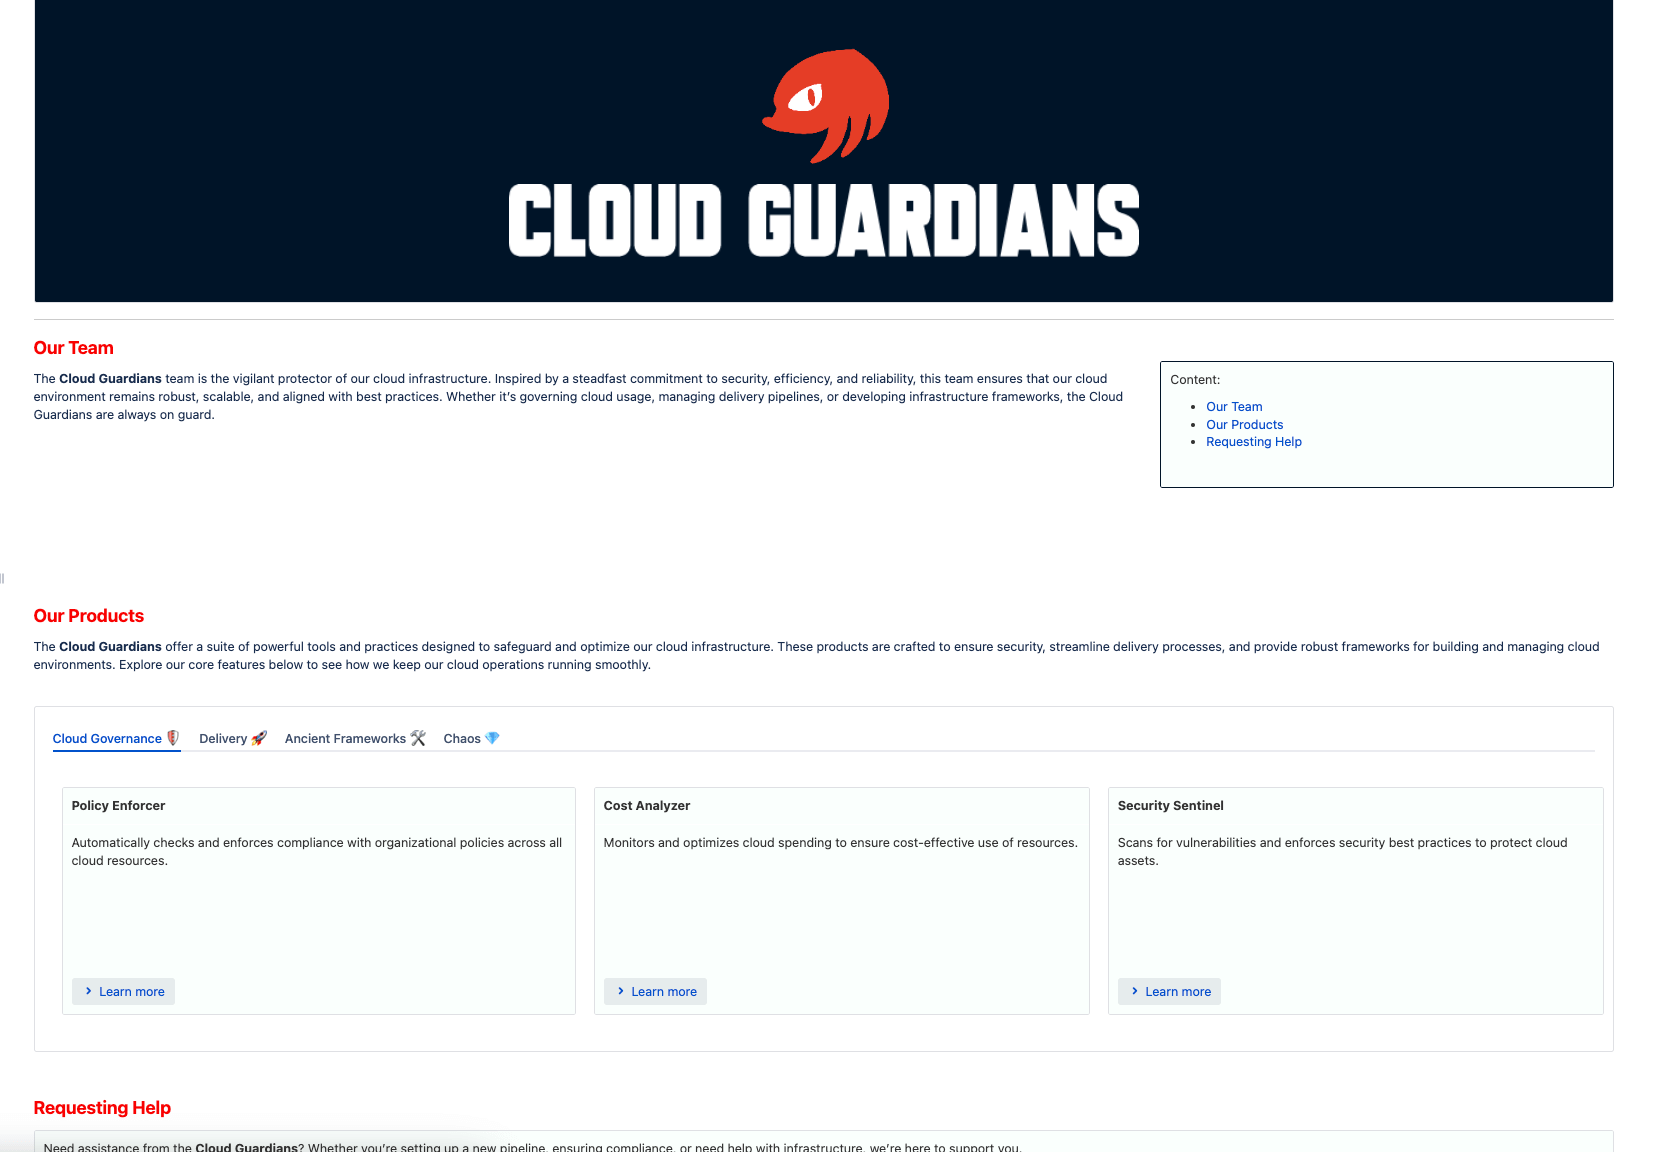 CLOUD GUARDIANS
Our Team
The Cloud Guardians team is the vigilant protector of our cloud infrastructure. Inspired by a steadfast commitment to security, efficiency, and reliability, this team ensures that our cloud
environment remains robust, scalable, and aligned with best practices. Whether it's governing cloud usage, managing delivery pipelines, or developing infrastructure frameworks, the Cloud
Guardians are always on guard.
Content:
Our Team
Our Products
Requesting Help
Our Products
The Cloud Guardians offer a suite of powerful tools and practices designed to safeguard and optimize our cloud infrastructure. These products are crafted to ensure security, streamline delivery processes, and provide robust frameworks for building and managing cloud
environments. Explore our core features below to see how we keep our cloud operations running smoothly.
Cloud Governance Delivery Ancient Frameworks Chaos
Policy Enforcer
Automatically checks and enforces compliance with organizational policies across all
cloud resources.
Learn more
Cost Analyzer
Monitors and optimizes cloud spending to ensure cost-effective use of resources.
Learn more
Security Sentinel
Scans for vulnerabilities and enforces security best practices to protect cloud
assets.
Learn more
Requesting Help
Need assistance from the Cloud Guardians? Whether you're setting up a new pipeline, ensuring compliance, or need help with infrastructure, we're here to support you.